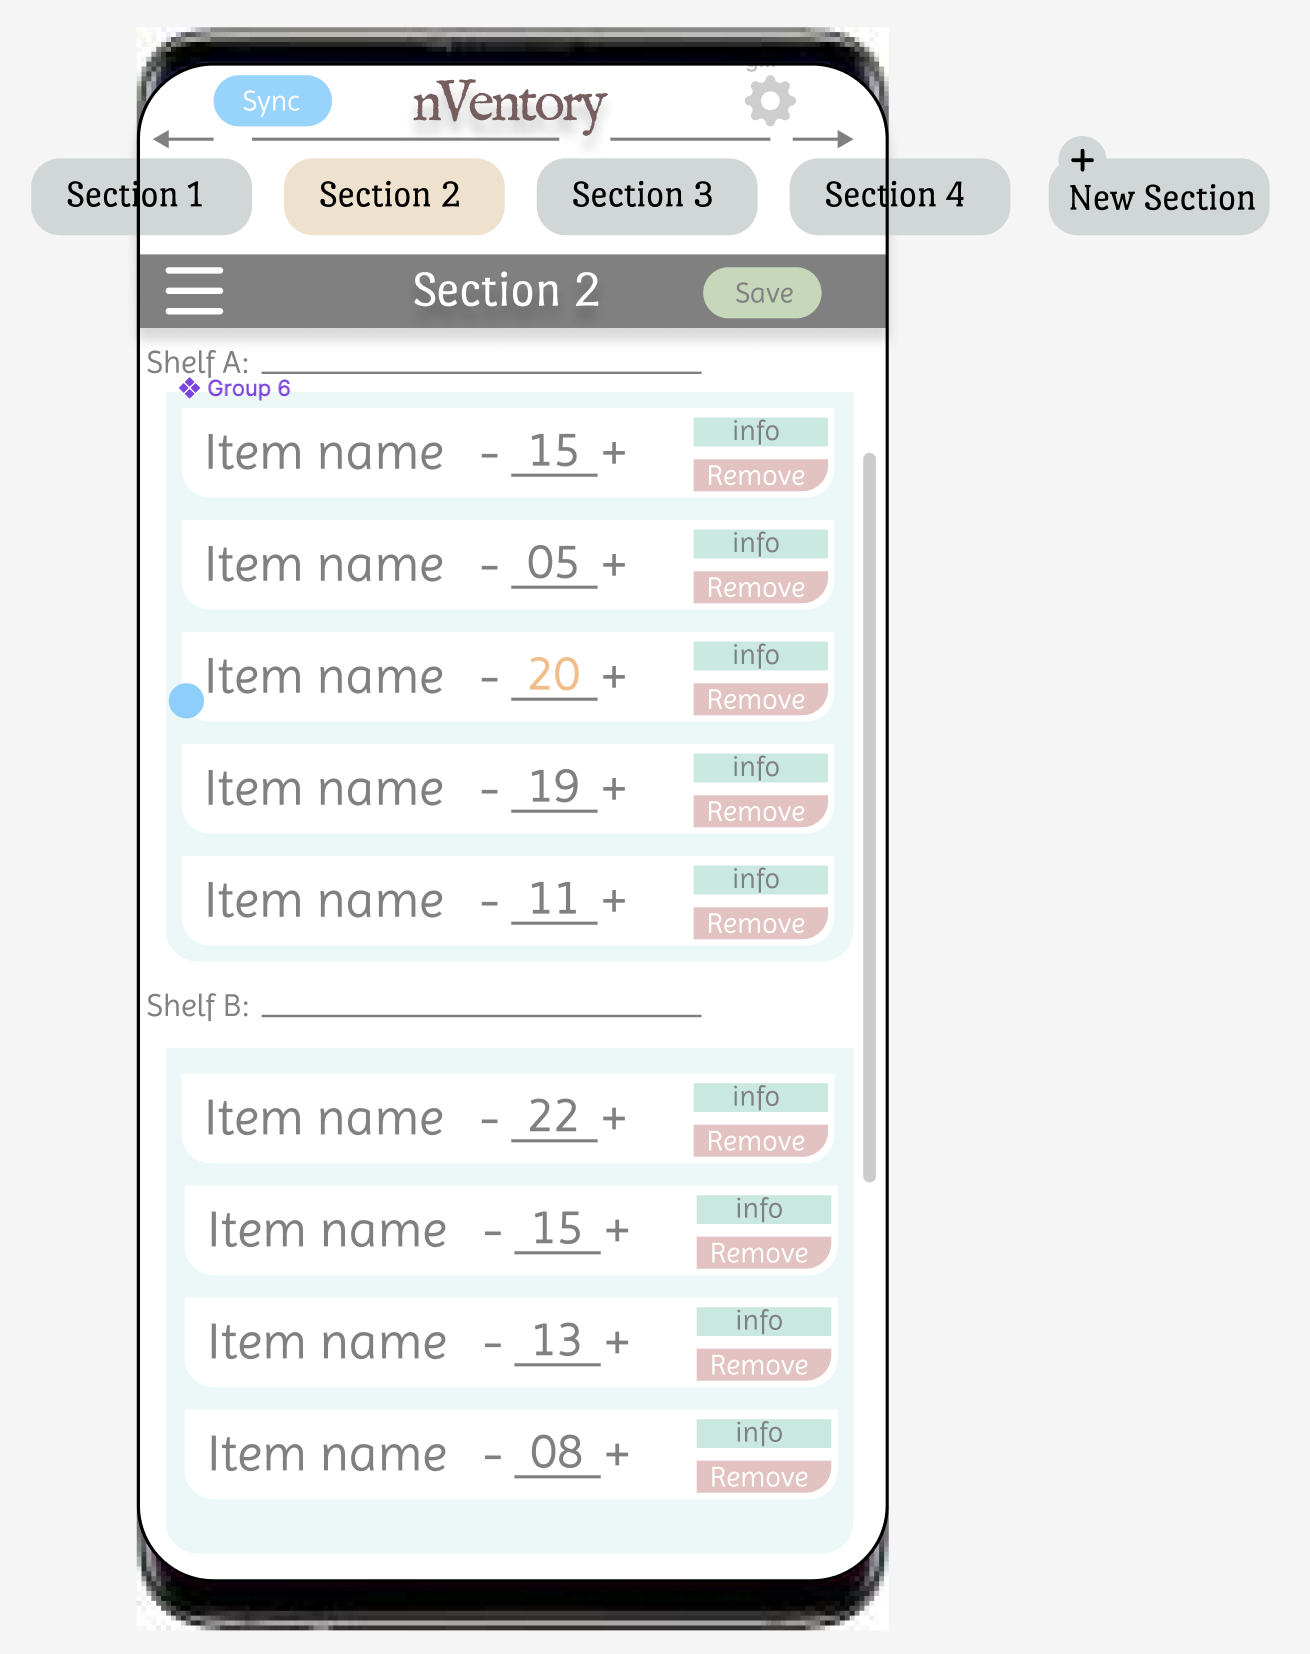 Sync
nVentory
Section 1 Section 2 Section 3 Section 4 + New Section
Section 2 Save
Shelf A:
Group 6
Item name - 15 + info
Remove
Item name - 05 + info
Remove
Item name - 20 + info
Remove
Item name - 19 + info
Remove
Item name - 11 + info
Remove
Shelf B:
Item name - 22 + info
Remove
Item name - 15 + info
Remove
Item name - 13 + info
Remove
Item name - 08 + info
Remove